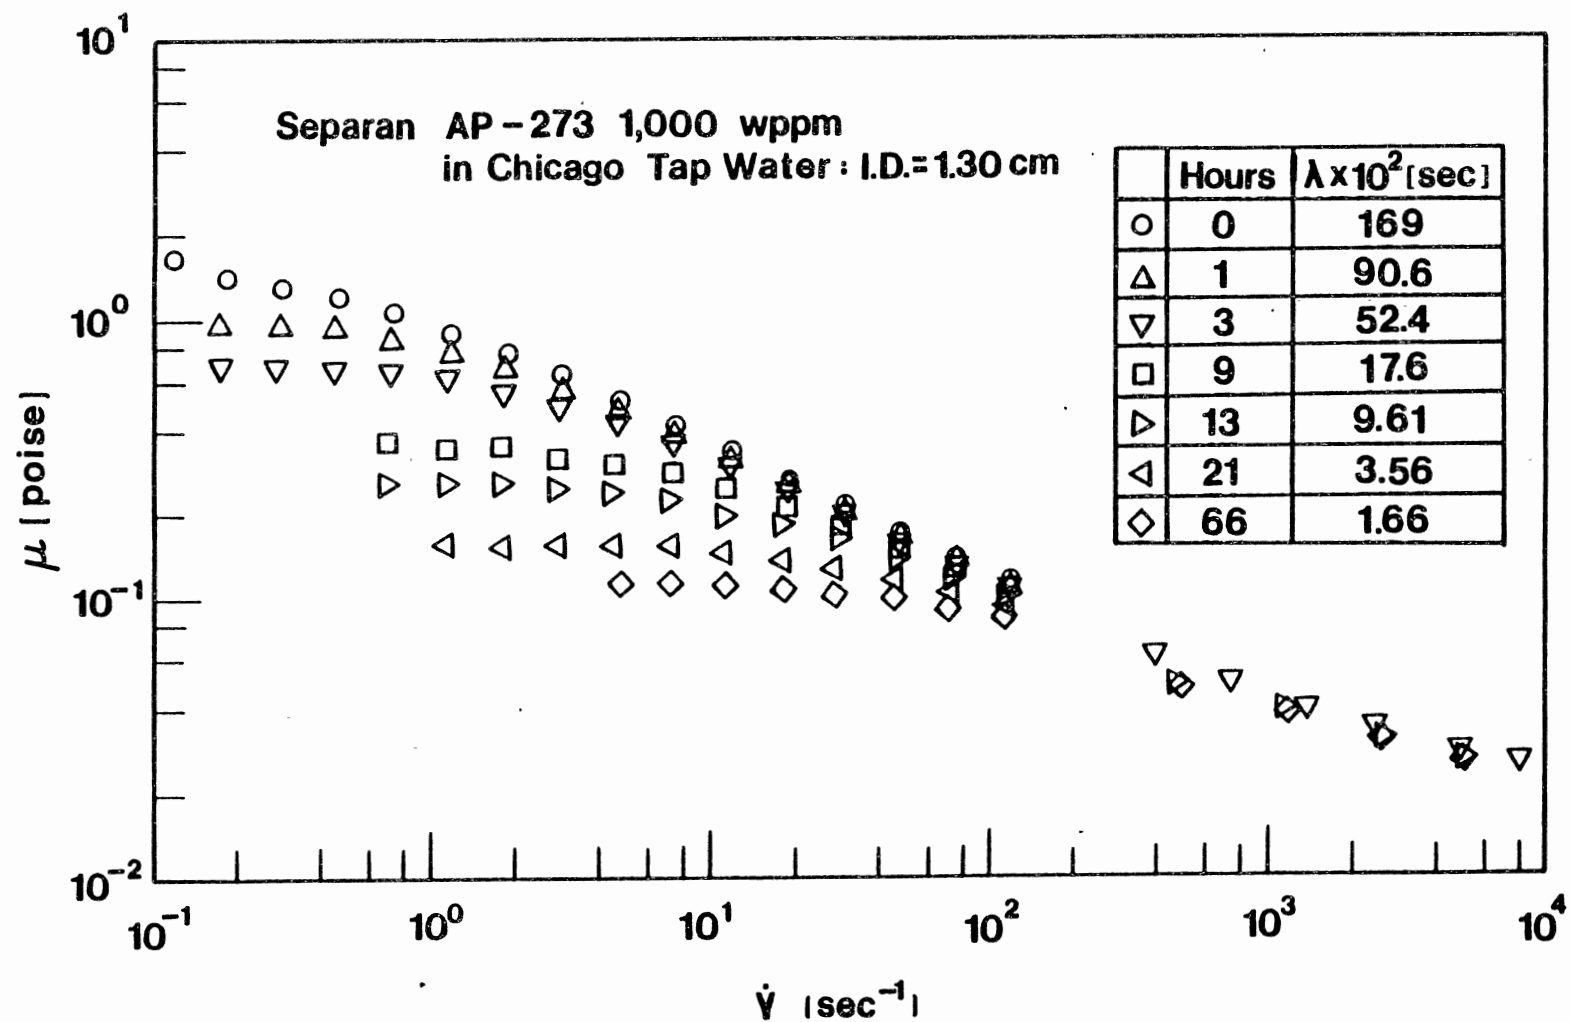 10¹
Separan AP-273 1,000 wppm
in Chicago Tap Water: I.D.=1.30 cm
Hours λx10²[sec]
○ 0 169
△ 1 90.6
▽ 3 52.4
□ 9 17.6
▷ 13 9.61
◁ 21 3.56
◇ 66 1.66
10⁰
μ [poise]
10⁻¹
10⁻²
10⁻¹ 10⁰ 10¹ 10² 10³ 10⁴
γ̇ [sec⁻¹]